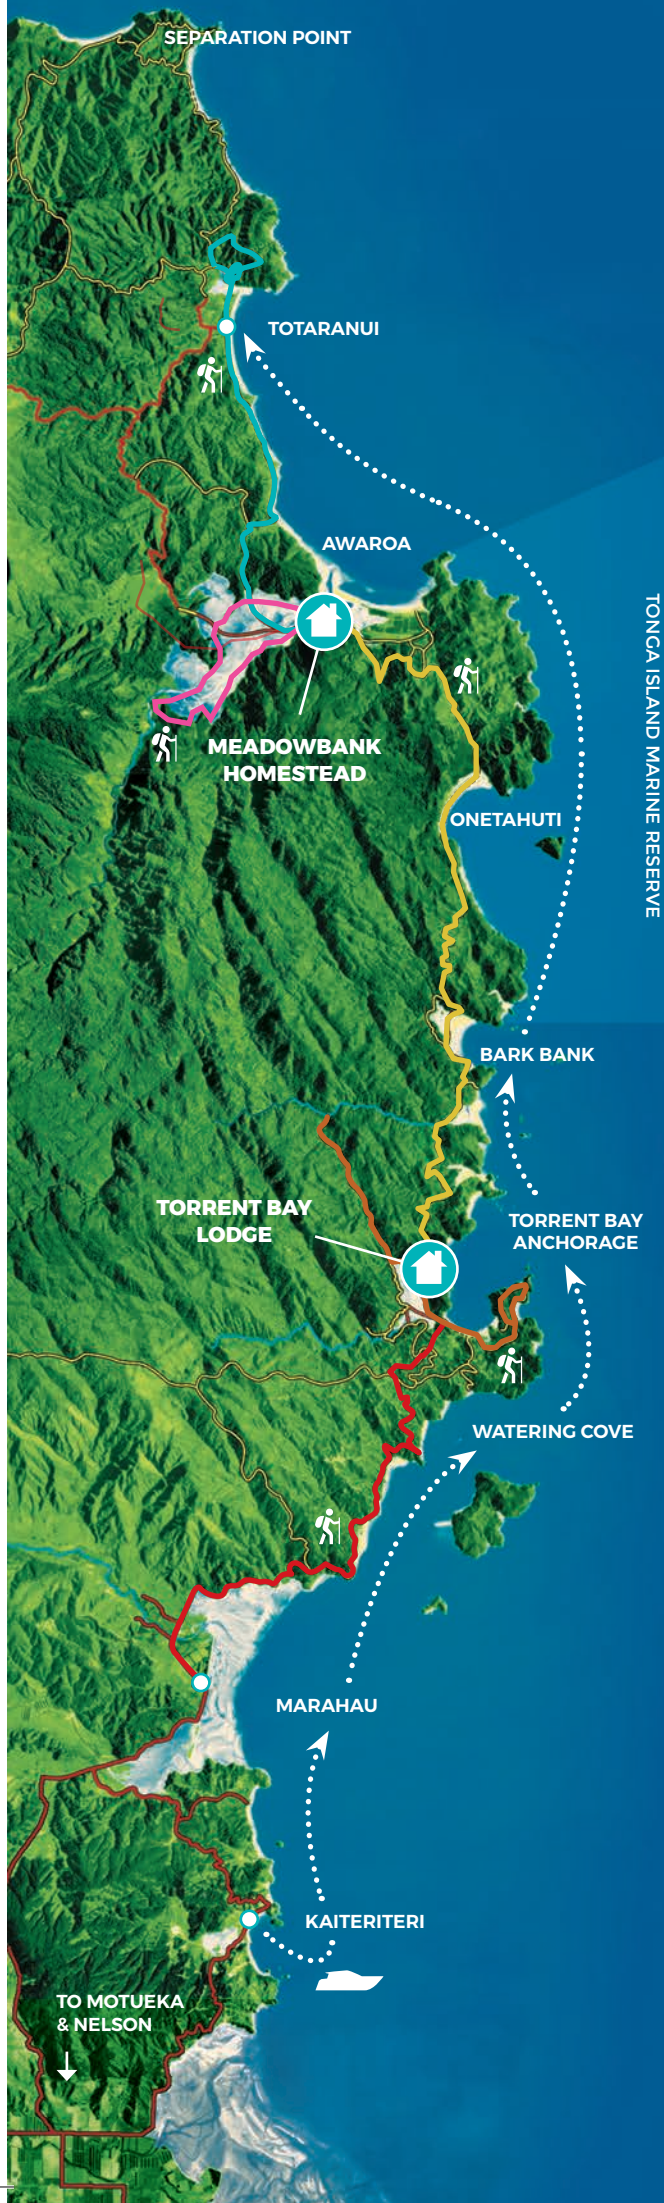 SEPARATION POINT
TOTARANUI
AWAROA
TONGA ISLAND MARINE RESERVE
MEADOWBANK
HOMESTEAD
ONETAHUTI
BARK BANK
TORRENT BAY
LODGE
TORRENT BAY
ANCHORAGE
WATERING COVE
MARAHAU
KAITERITERI
TO MOTUEKA
& NELSON